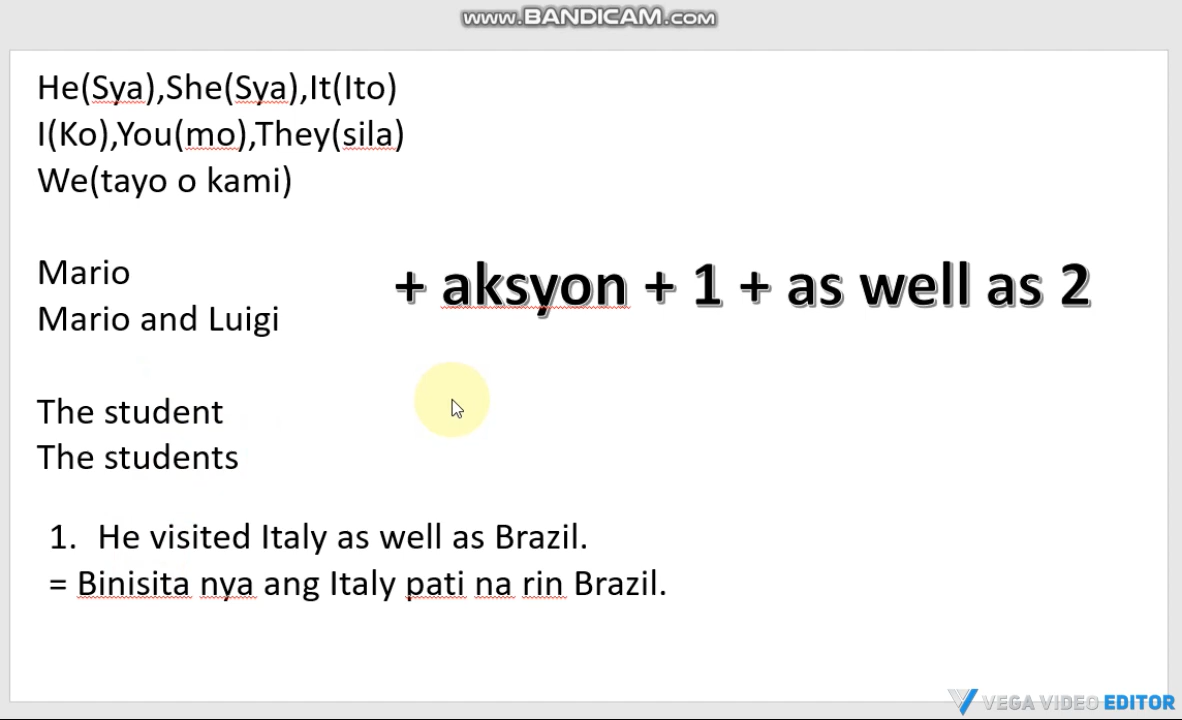 www.BANDICAM.com
He(Sya),She(Sya),It(Ito)
I(Ko),You(mo),They(sila)
We(tayo o kami)
Mario
Mario and Luigi
+ aksyon + 1 + as well as 2
The student
The students
1. He visited Italy as well as Brazil.
= Binisita nya ang Italy pati na rin Brazil.
VEGA VIDEO EDITOR